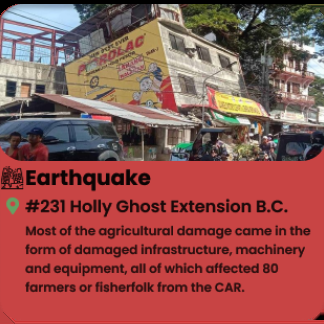 PETROLAC
Earthquake
#231 Holly Ghost Extension B.C.
Most of the agricultural damage came in the
form of damaged infrastructure, machinery
and equipment, all of which affected 80
farmers or fisherfolk from the CAR.